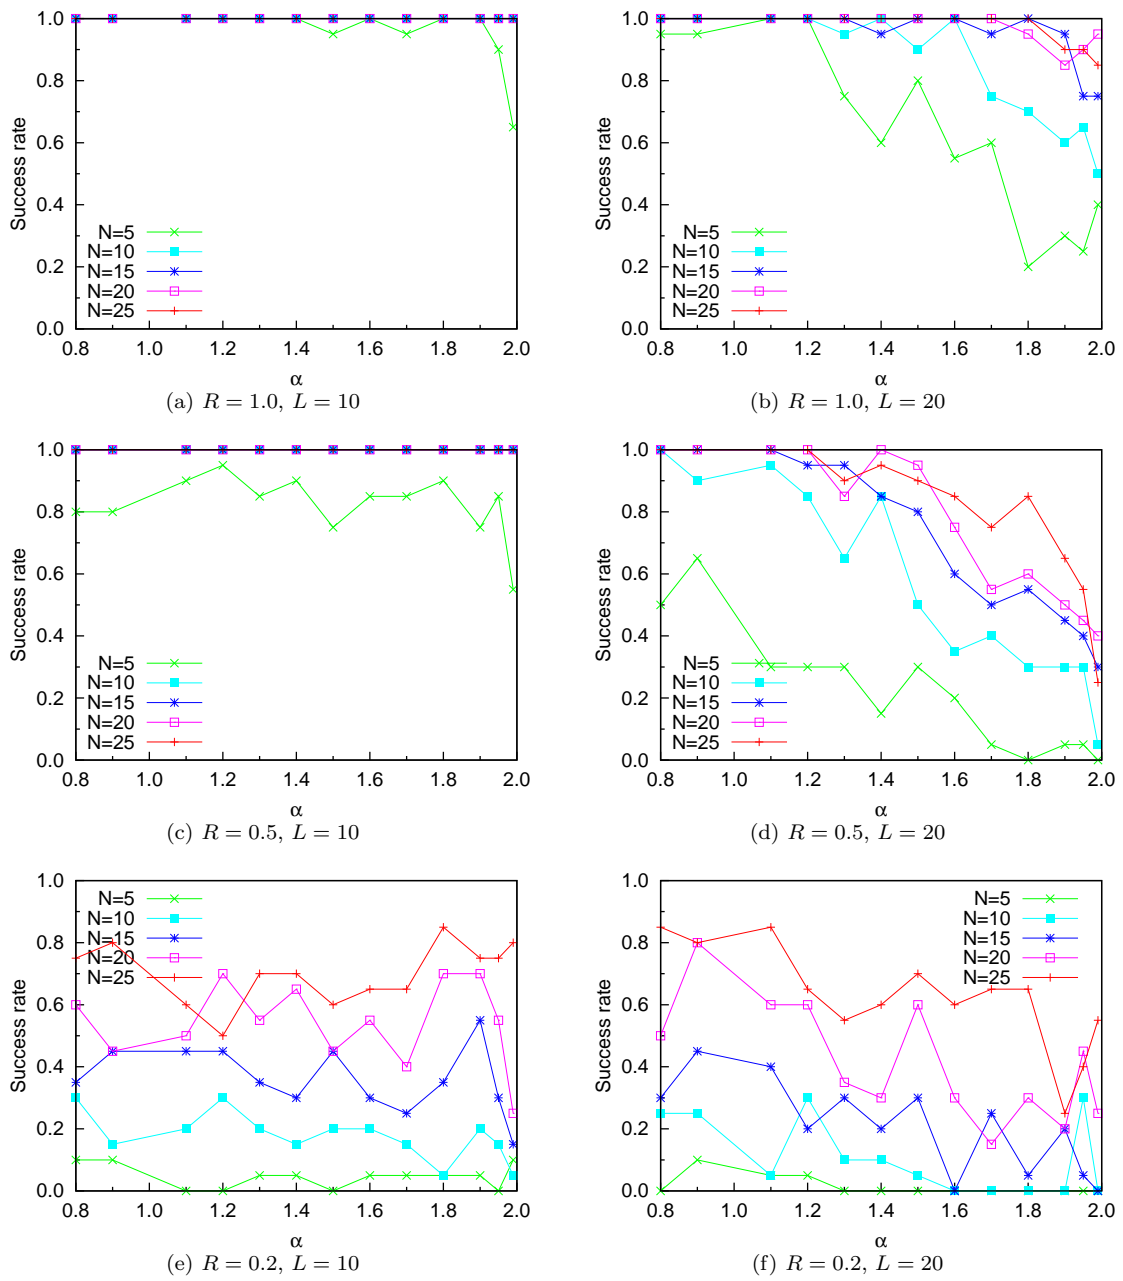 1.0
0.8
0.6
0.4
0.2
0.0
Success rate
N=5
N=10
N=15
N=20
N=25
0.8 1.0 1.2 1.4 1.6 1.8 2.0
α
(a) R = 1.0, L = 10
1.0
0.8
0.6
0.4
0.2
0.0
Success rate
N=5
N=10
N=15
N=20
N=25
0.8 1.0 1.2 1.4 1.6 1.8 2.0
α
(b) R = 1.0, L = 20
1.0
0.8
0.6
0.4
0.2
0.0
Success rate
N=5
N=10
N=15
N=20
N=25
0.8 1.0 1.2 1.4 1.6 1.8 2.0
α
(c) R = 0.5, L = 10
1.0
0.8
0.6
0.4
0.2
0.0
Success rate
N=5
N=10
N=15
N=20
N=25
0.8 1.0 1.2 1.4 1.6 1.8 2.0
α
(d) R = 0.5, L = 20
1.0
0.8
0.6
0.4
0.2
0.0
Success rate
N=5
N=10
N=15
N=20
N=25
0.8 1.0 1.2 1.4 1.6 1.8 2.0
α
(e) R = 0.2, L = 10
1.0
0.8
0.6
0.4
0.2
0.0
Success rate
N=5
N=10
N=15
N=20
N=25
0.8 1.0 1.2 1.4 1.6 1.8 2.0
α
(f) R = 0.2, L = 20